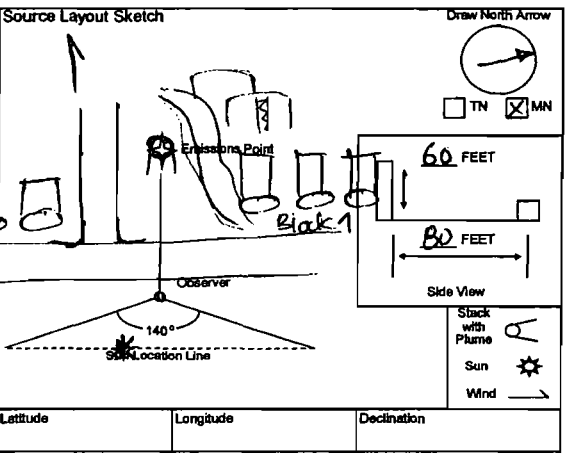 Source Layout Sketch
Draw North Arrow
TN
MN
Emissions Point
60 FEET
Block 1
80 FEET
Observer
Side View
140°
Sun Location Line
Stack
with
Plume
Sun
Wind
Latitude
Longitude
Declination